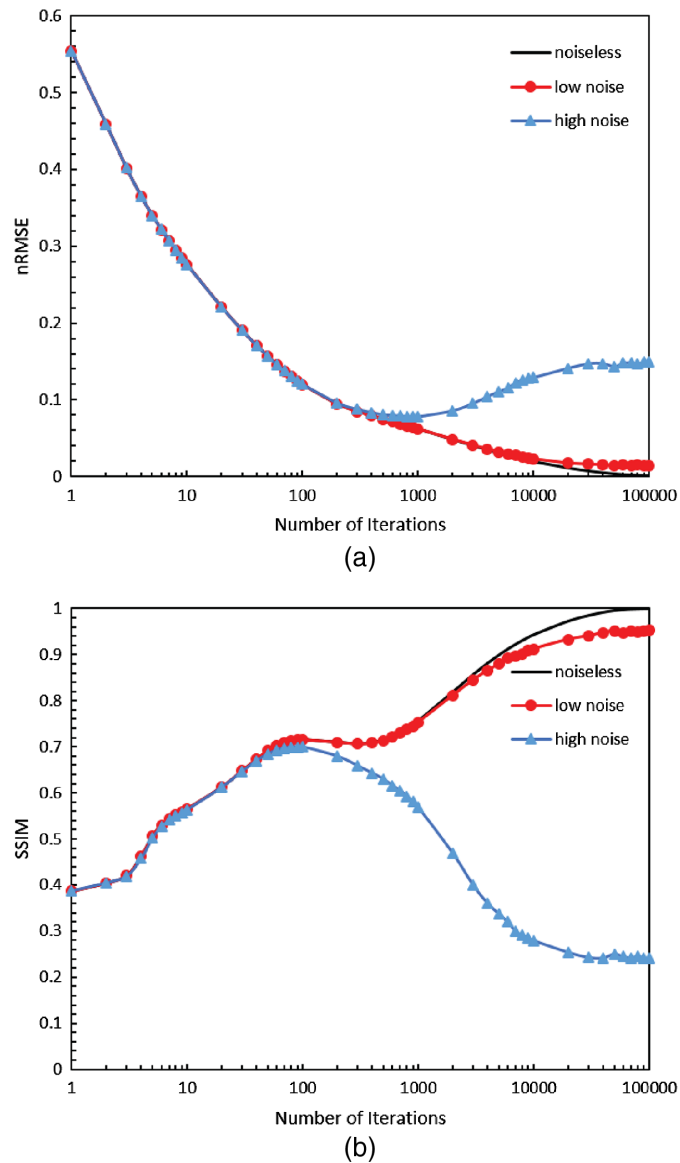 0.6
noiseless
low noise
high noise
0.5
0.4
0.3
0.2
0.1
0
nRMSE
1
10
100
1000
10000
100000
Number of Iterations
(a)
1
0.9
0.8
0.7
0.6
0.5
0.4
0.3
0.2
0.1
0
noiseless
low noise
high noise
SSIM
1
10
100
1000
10000
100000
Number of Iterations
(b)